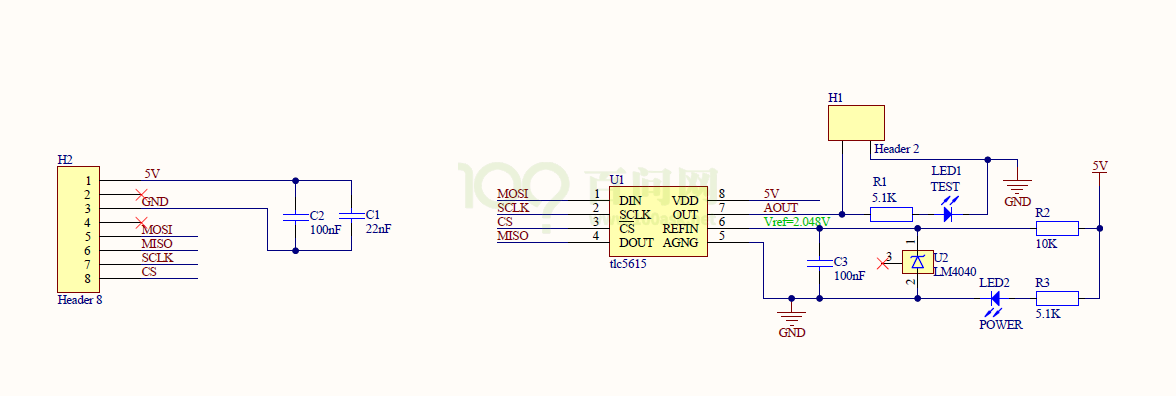 H2
1 5V
2
3 GND
4
5 MOSI
6 MISO
7 SCLK
8 CS
Header 8
C2
100nF
C1
22nF
百问网
U1
MOSI 1 DIN VDD 8 5V
SCLK 2 SCLK OUT 7 AOUT
CS 3 CS REFIN 6 Vref=2.048V
MISO 4 DOUT AGNG 5
tlc5615
H1
Header 2
R1
5.1K
LED1
TEST
GND
5V
R2
10K
C3
100nF
1
3
2
U2
LM4040
LED2
POWER
R3
5.1K
GND